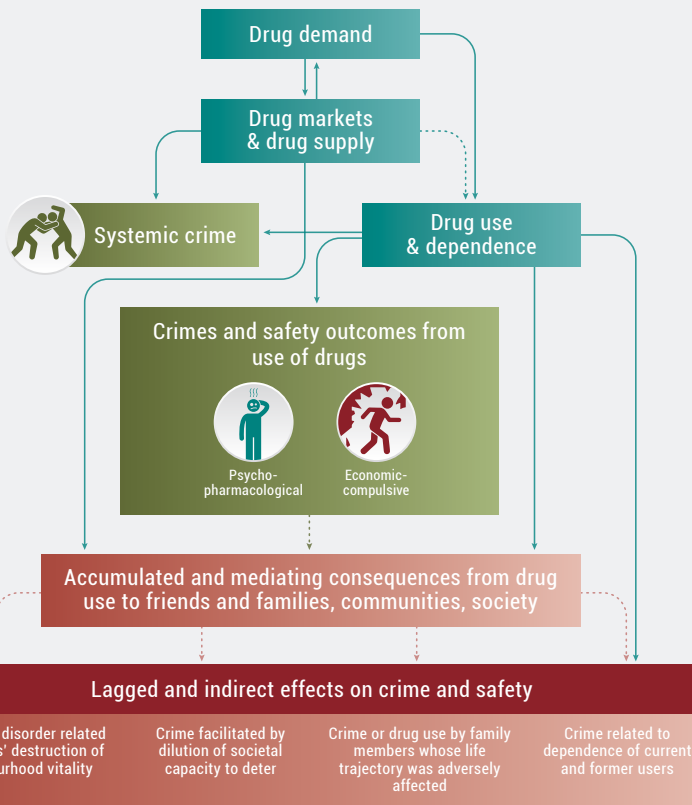 Drug demand
Drug markets
& drug supply
Systemic crime
Drug use
& dependence
Crimes and safety outcomes from
use of drugs
Psycho-
pharmacological
Economic-
compulsive
Accumulated and mediating consequences from drug
use to friends and families, communities, society
Lagged and indirect effects on crime and safety
disorder related
destruction of
vitality
Crime facilitated by
dilution of societal
capacity to deter
Crime or drug use by family
members whose life
trajectory was adversely
affected
Crime related to
dependence of current
and former users